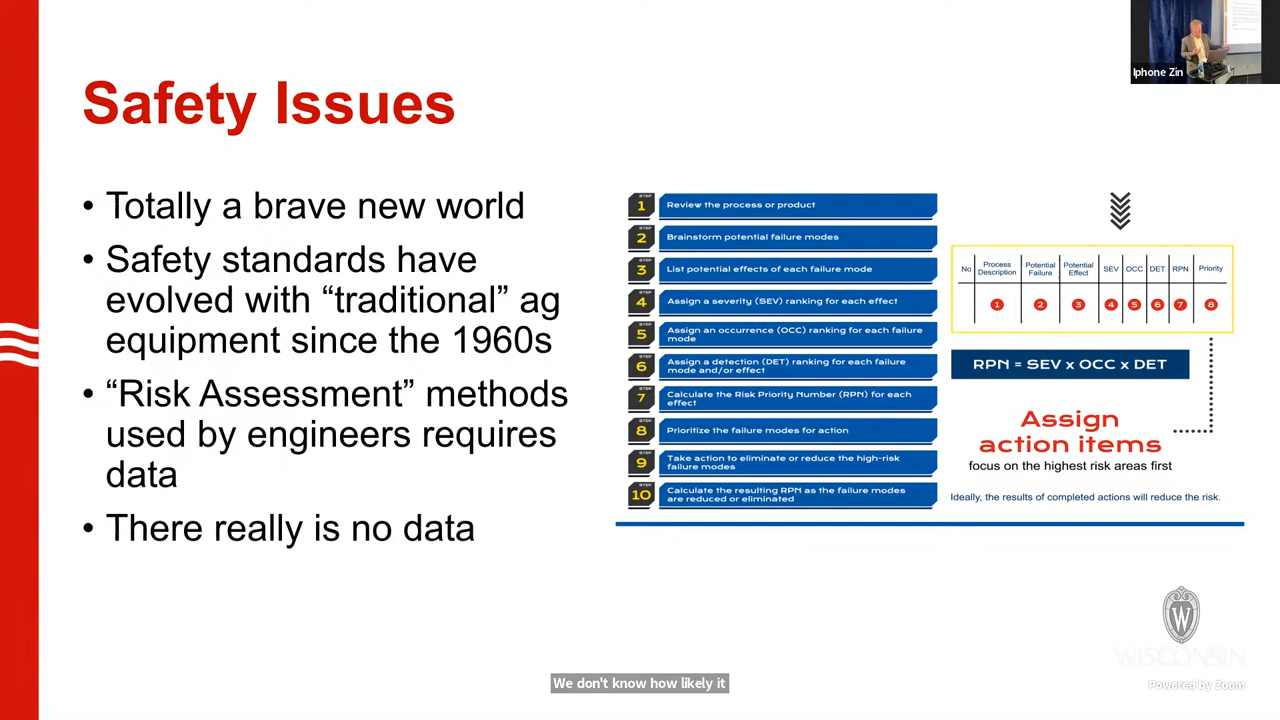 Iphone Zin
Safety Issues
• Totally a brave new world
• Safety standards have
evolved with “traditional” ag
equipment since the 1960s
• “Risk Assessment” methods
used by engineers requires
data
• There really is no data
STEP
1
Review the process or product
STEP
2
Brainstorm potential failure modes
STEP
3
List potential effects of each failure mode
STEP
4
Assign a severity (SEV) ranking for each effect
STEP
5
Assign an occurrence (OCC) ranking for each failure
mode
STEP
6
Assign a detection (DET) ranking for each failure
mode and/or effect
STEP
7
Calculate the Risk Priority Number (RPN) for each
effect
STEP
8
Prioritize the failure modes for action
STEP
9
Take action to eliminate or reduce the high-risk
failure modes
STEP
10
Calculate the resulting RPN as the failure modes
are reduced or eliminated
No Process Description Potential Failure Potential Effect SEV OCC DET RPN Priority
1 2 3 4 5 6 7 8
RPN = SEV x OCC x DET
Assign
action items
focus on the highest risk areas first
Ideally, the results of completed actions will reduce the risk.
W
WISCONSIN
Powered by Zoom
We don't know how likely it